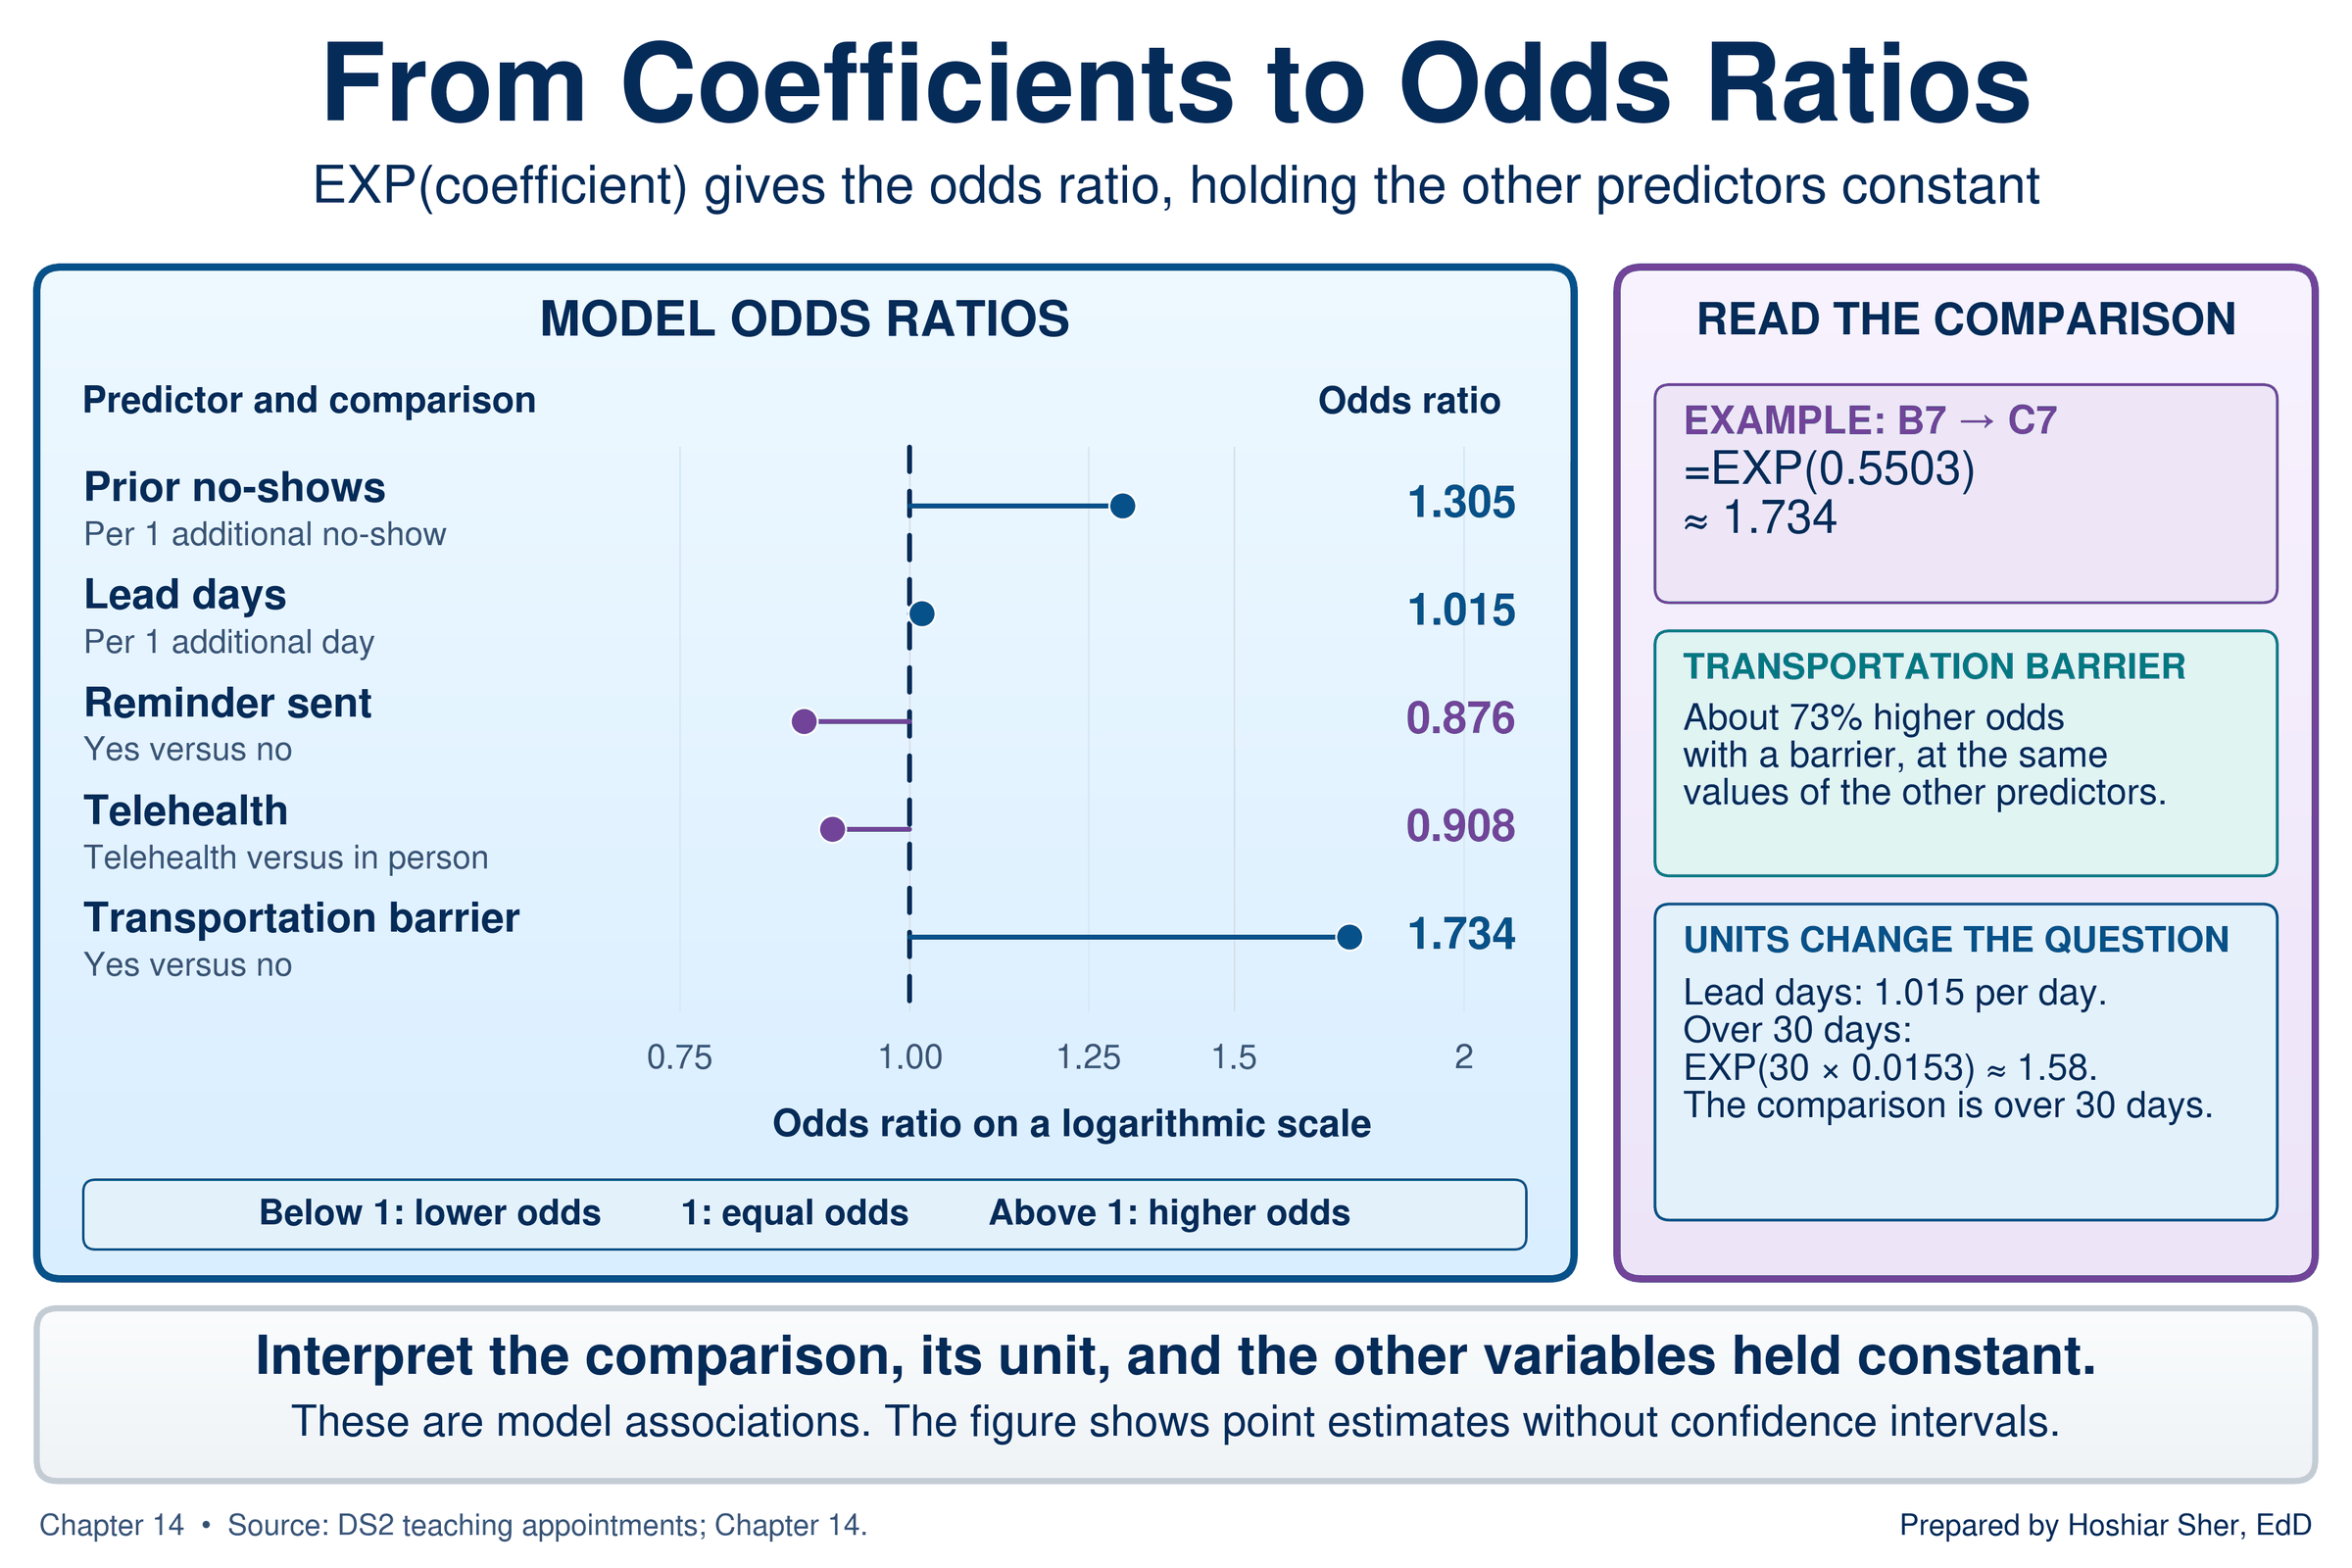 From Coefficients to Odds Ratios
EXP(coefficient) gives the odds ratio, holding the other predictors constant
MODEL ODDS RATIOS
Predictor and comparison
Odds ratio
Prior no-shows
Per 1 additional no-show
1.305
Lead days
Per 1 additional day
1.015
Reminder sent
Yes versus no
0.876
Telehealth
Telehealth versus in person
0.908
Transportation barrier
Yes versus no
1.734
0.75 1.00 1.25 1.5 2
Odds ratio on a logarithmic scale
Below 1: lower odds 1: equal odds Above 1: higher odds
READ THE COMPARISON
EXAMPLE: B7 → C7
=EXP(0.5503)
≈ 1.734
TRANSPORTATION BARRIER
About 73% higher odds
with a barrier, at the same
values of the other predictors.
UNITS CHANGE THE QUESTION
Lead days: 1.015 per day.
Over 30 days:
EXP(30 × 0.0153) ≈ 1.58.
The comparison is over 30 days.
Interpret the comparison, its unit, and the other variables held constant.
These are model associations. The figure shows point estimates without confidence intervals.
Chapter 14 • Source: DS2 teaching appointments; Chapter 14.
Prepared by Hoshiar Sher, EdD